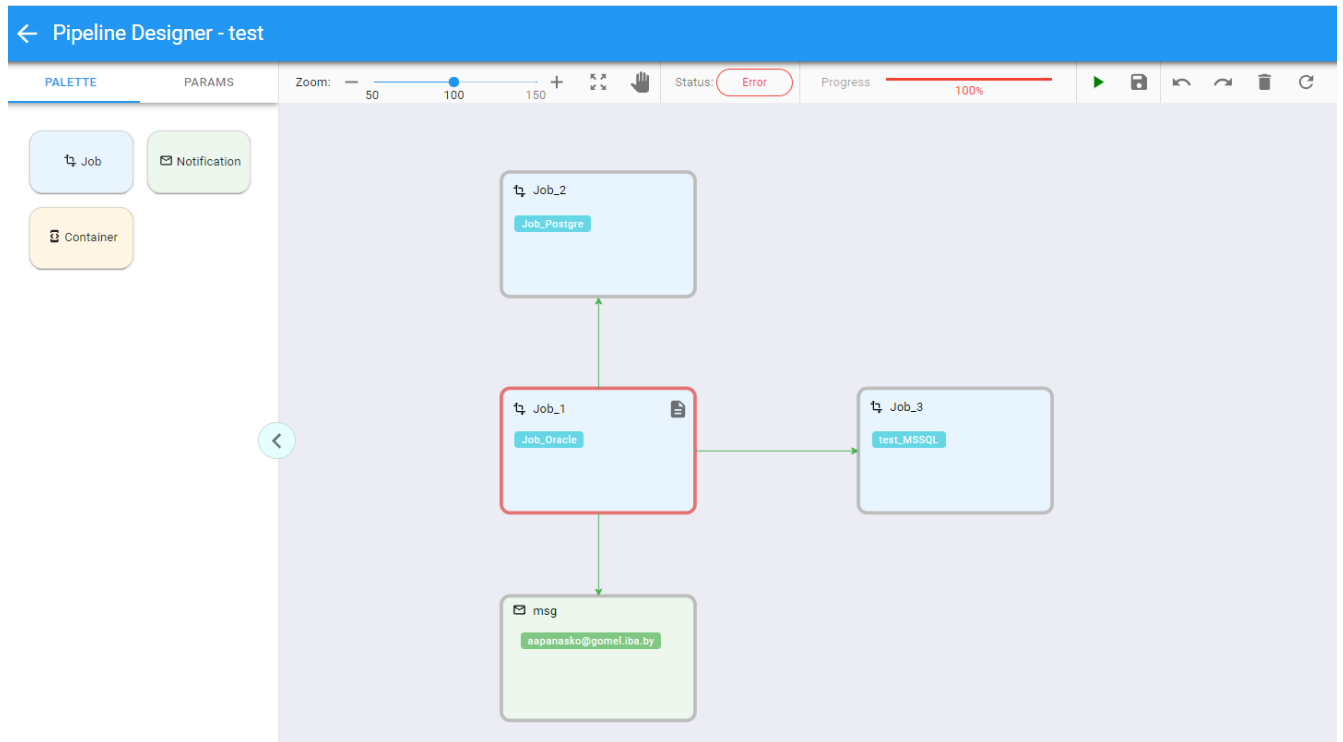 Pipeline Designer - test
PALETTE
PARAMS
Zoom:
50
100
150
Status:
Error
Progress
100%
Job
Notification
Container
Job_2
Job_Postgre
Job_1
Job_Oracle
Job_3
test_MSSQL
msg
aapanasko@gomel.iba.by